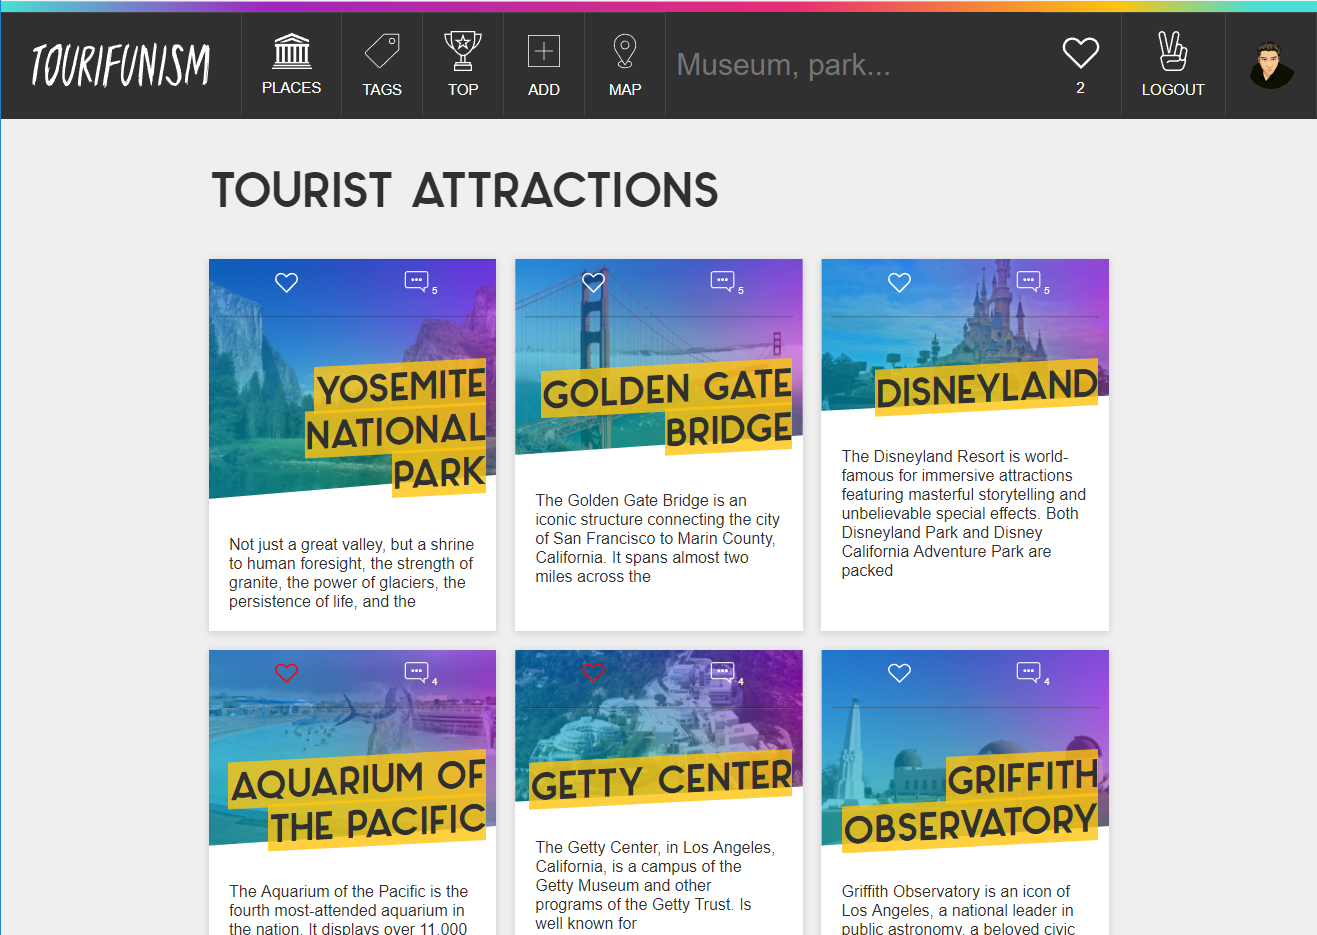 TOURIFUNISM
PLACES
TAGS
TOP
ADD
MAP
Museum, park...
2
LOGOUT
TOURIST ATTRACTIONS
5
YOSEMITE
NATIONAL
PARK
Not just a great valley, but a shrine
to human foresight, the strength of
granite, the power of glaciers, the
persistence of life, and the
5
GOLDEN GATE
BRIDGE
The Golden Gate Bridge is an
iconic structure connecting the city
of San Francisco to Marin County,
California. It spans almost two
miles across the
5
DISNEYLAND
The Disneyland Resort is world-
famous for immersive attractions
featuring masterful storytelling and
unbelievable special effects. Both
Disneyland Park and Disney
California Adventure Park are
packed
4
AQUARIUM OF
THE PACIFIC
The Aquarium of the Pacific is the
fourth most-attended aquarium in
the nation. It displays over 11,000
4
GETTY CENTER
The Getty Center, in Los Angeles,
California, is a campus of the
Getty Museum and other
programs of the Getty Trust. Is
well known for
4
GRIFFITH
OBSERVATORY
Griffith Observatory is an icon of
Los Angeles, a national leader in
public astronomy, a beloved civic